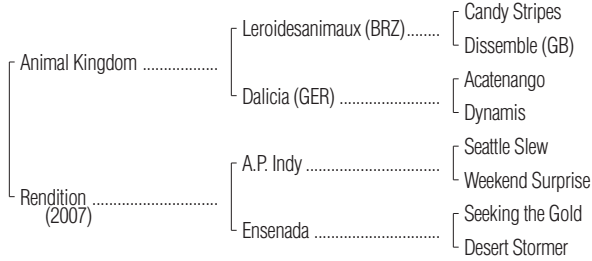 Candy Stripes
Leroidesanimaux (BRZ)........
Dissemble (GB)
Animal Kingdom ..................
Acatenango
Dalicia (GER) ........................
Dynamis
Seattle Slew
A.P. Indy ................................
Weekend Surprise
Rendition ..............................
(2007)
Seeking the Gold
Ensenada ..............................
Desert Stormer